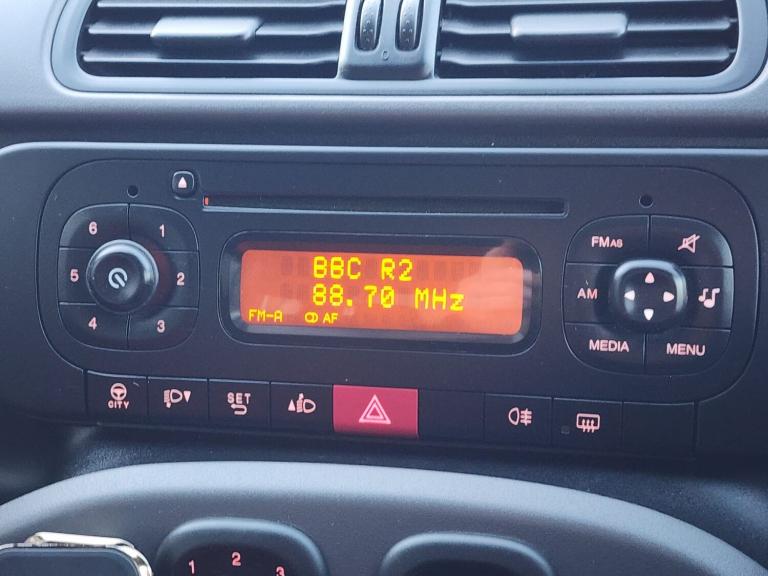 0
6 1
5 2
4 3
BBC R2
88.70 MHz
FM-A AF
FMAS
AM
MEDIA MENU
CITY
SET
1 2 3